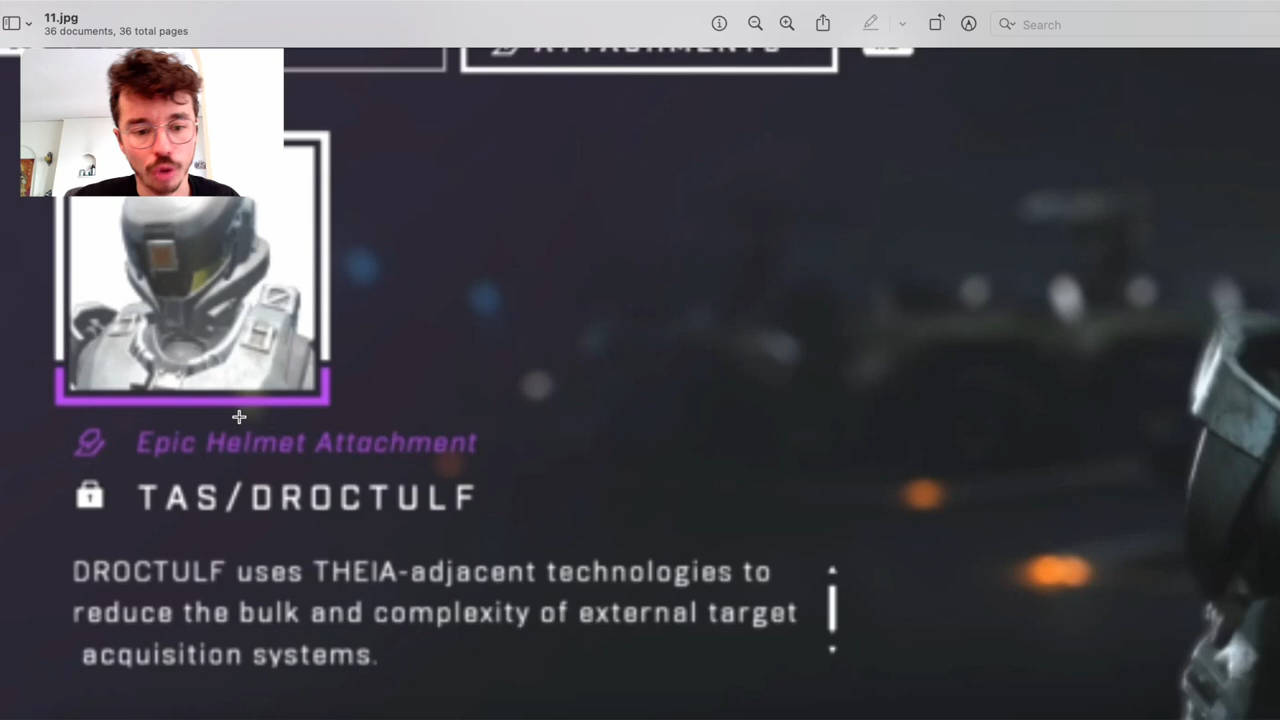 11.jpg
36 documents, 36 total pages
Search
ATTACHMENTS
Epic Helmet Attachment
TAS/DROCTULF
DROCTULF uses THEIA-adjacent technologies to
reduce the bulk and complexity of external target
acquisition systems.